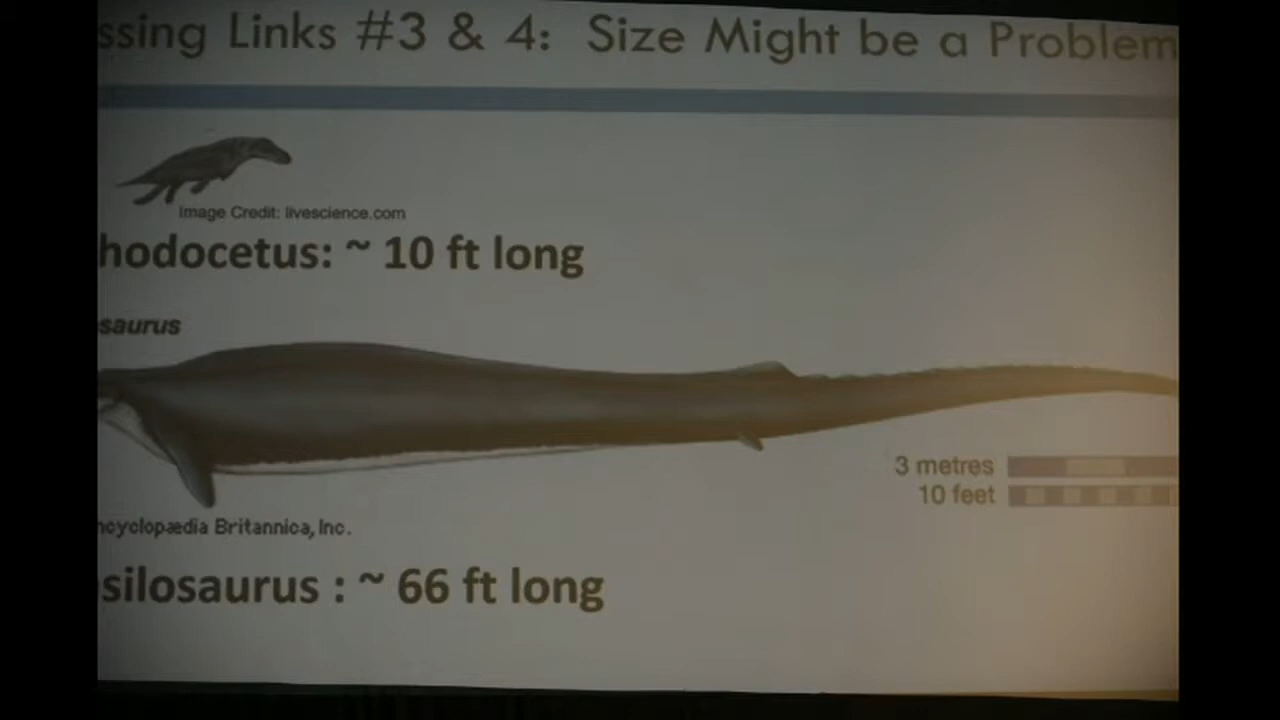 ssing Links #3 & 4: Size Might be a Problem
Image Credit: livescience.com
hodocetus: ~ 10 ft long
saurus
3 metres
10 feet
ncyclopædia Britannica, Inc.
silosaurus : ~ 66 ft long